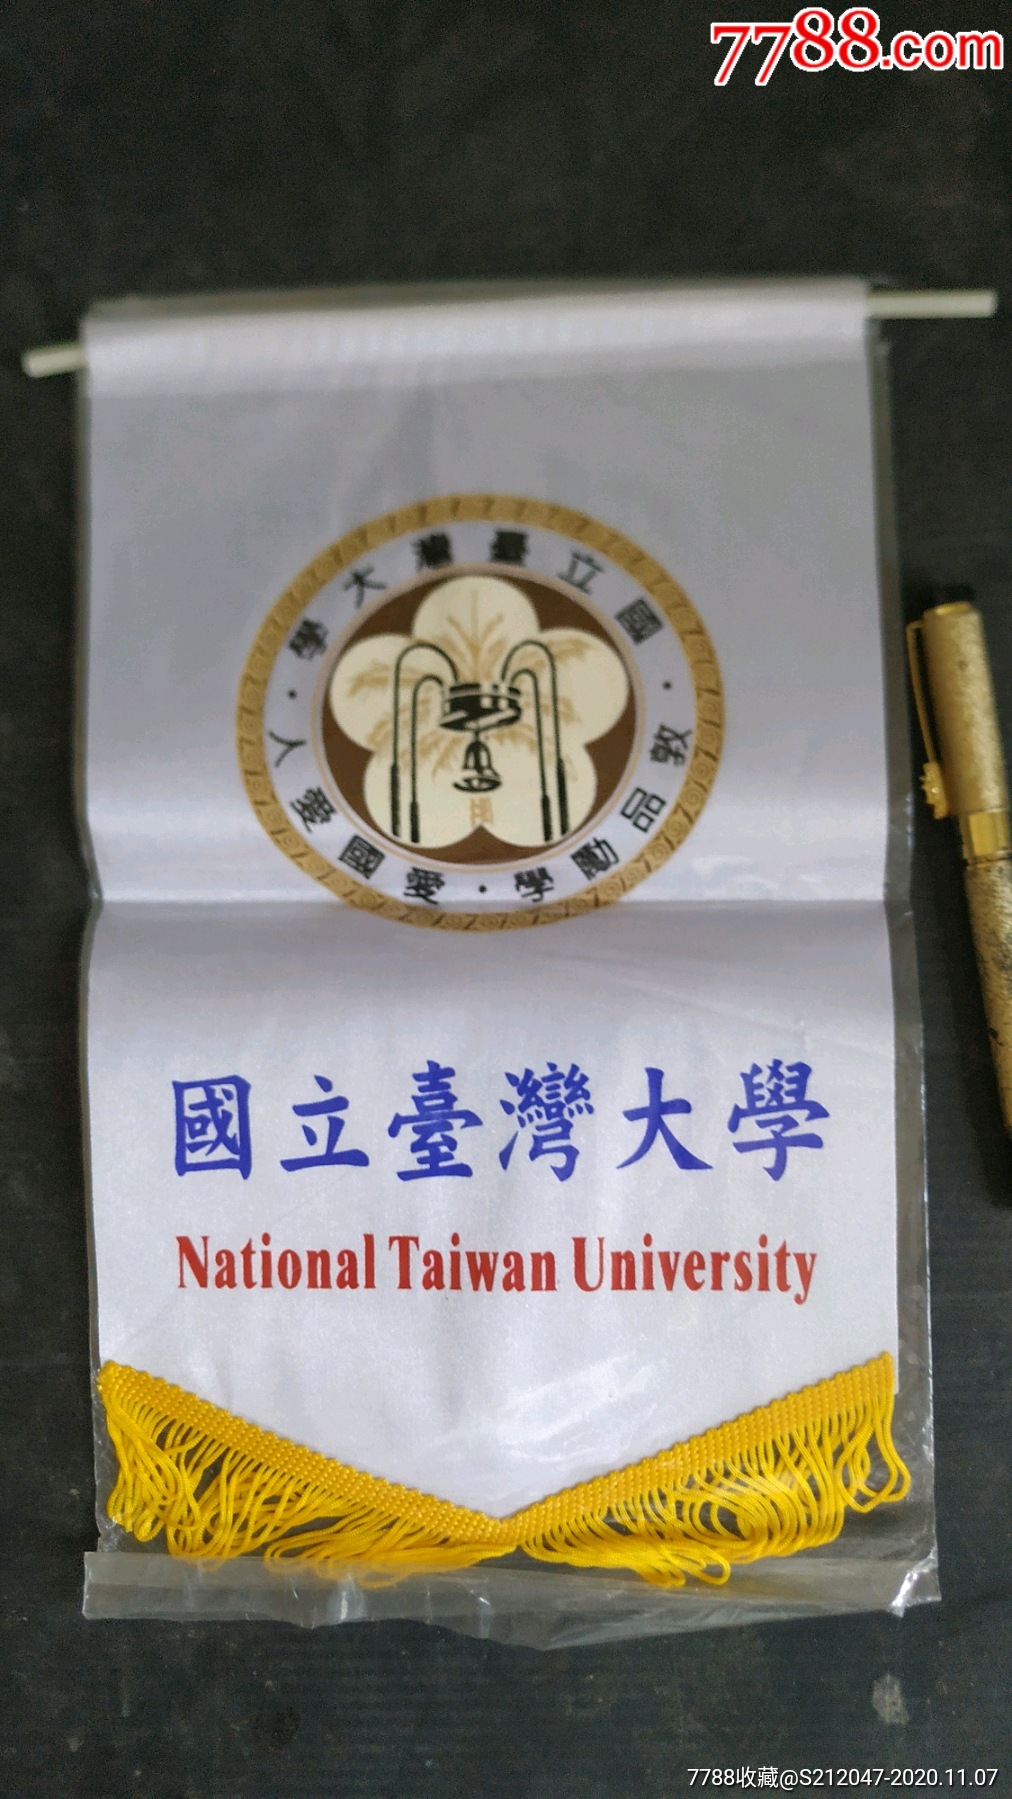 7788.com
國立臺灣大學
敦品勵學·愛國愛人
國立臺灣大學
National Taiwan University
7788收藏@S212047-2020.11.07